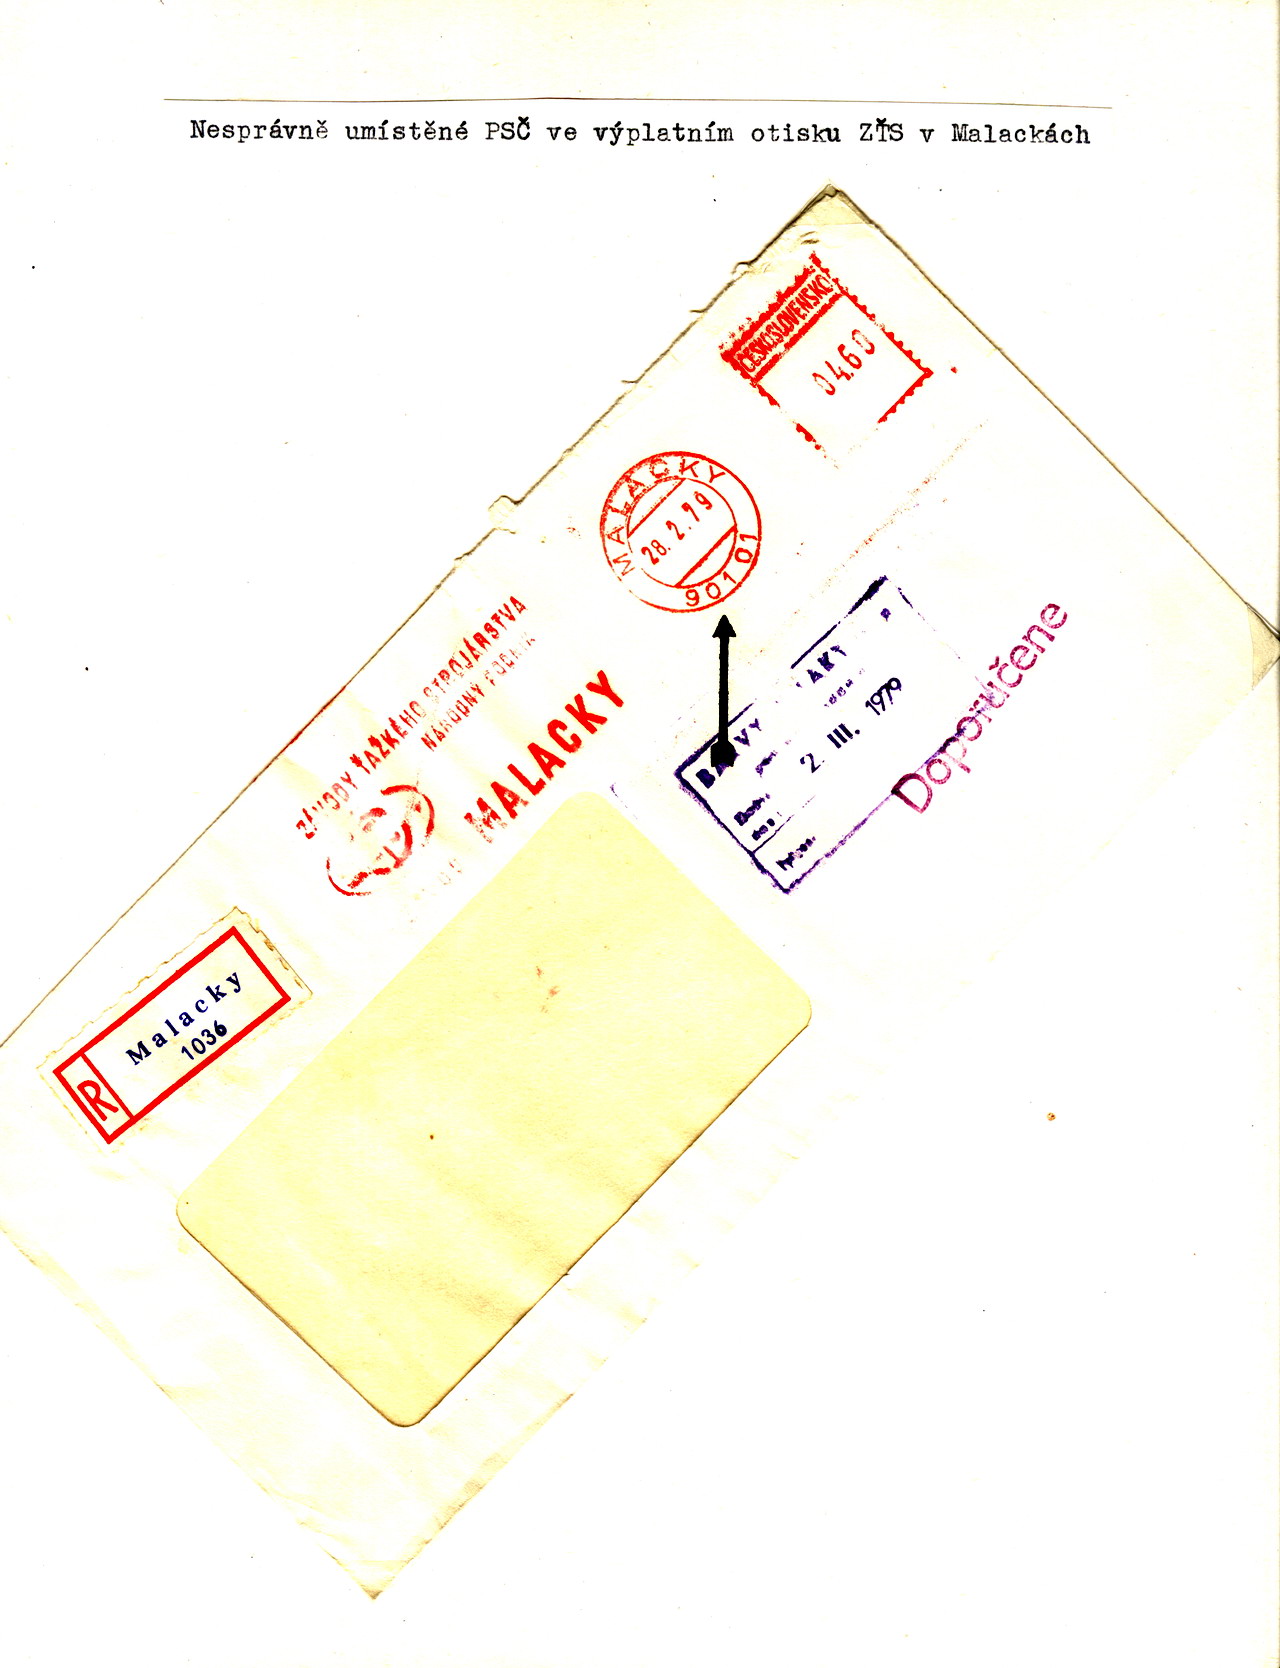 Nesprávně umístěné PSČ ve výplatním otisku ZŤS v Malackách
ČESKOSLOVENSKO
0460
MALACKY
28. 2. 79
90101
ZÁVODY ŤAŽKÉHO STROJÁRSTVA
NÁRODNÝ PODNIK
MALACKY
2. III. 1979
Doporučene
Malacky
1036
R